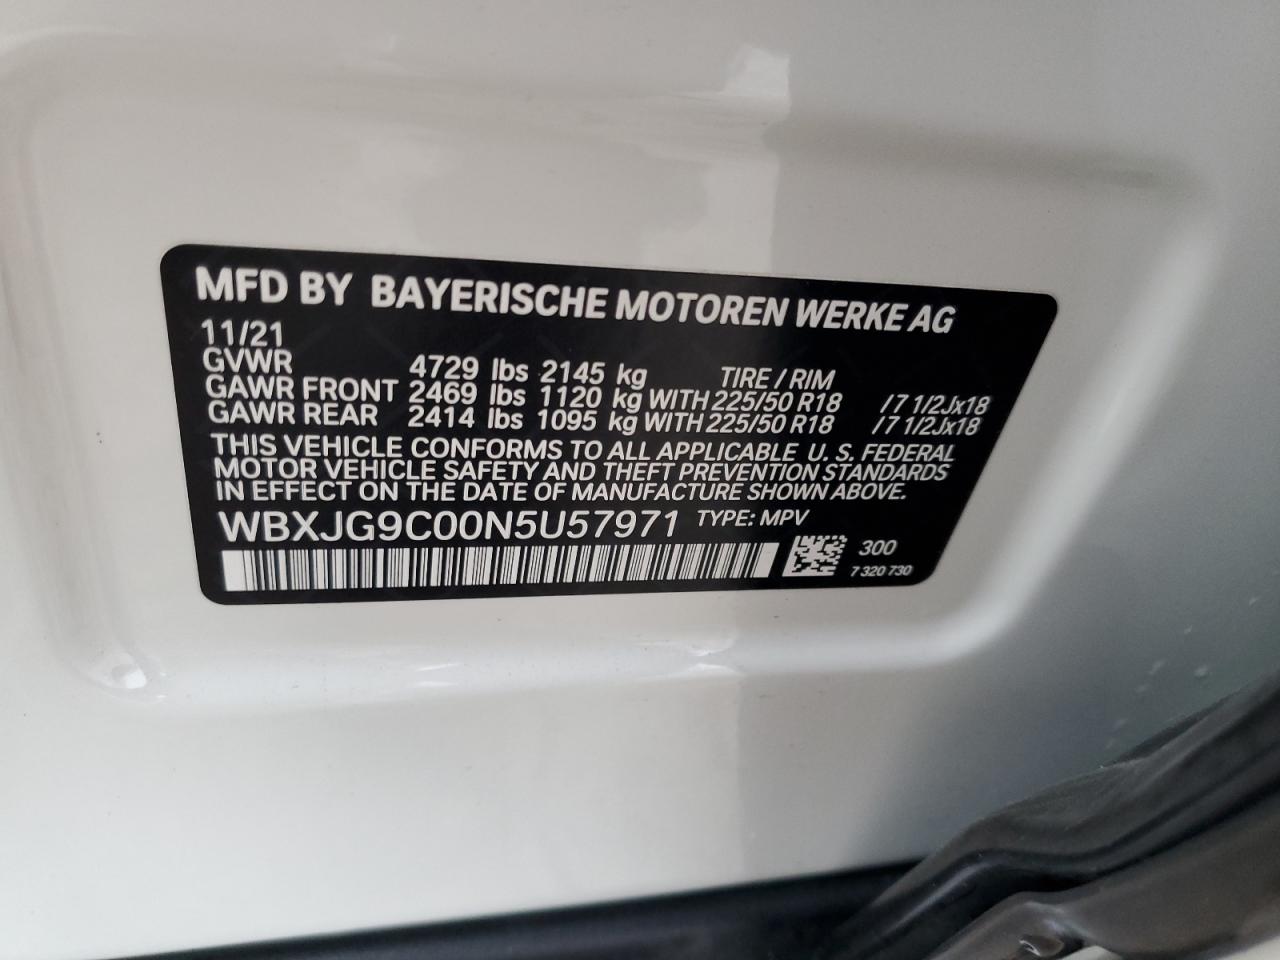 MFD BY BAYERISCHE MOTOREN WERKE AG
11/21
GVWR 4729 lbs 2145 kg TIRE / RIM
GAWR FRONT 2469 lbs 1120 kg WITH 225/50 R18 /7 1/2Jx18
GAWR REAR 2414 lbs 1095 kg WITH 225/50 R18 /7 1/2Jx18
THIS VEHICLE CONFORMS TO ALL APPLICABLE U. S. FEDERAL
MOTOR VEHICLE SAFETY AND THEFT PREVENTION STANDARDS
IN EFFECT ON THE DATE OF MANUFACTURE SHOWN ABOVE.
WBXJG9C00N5U57971 TYPE: MPV
300
7 320 730